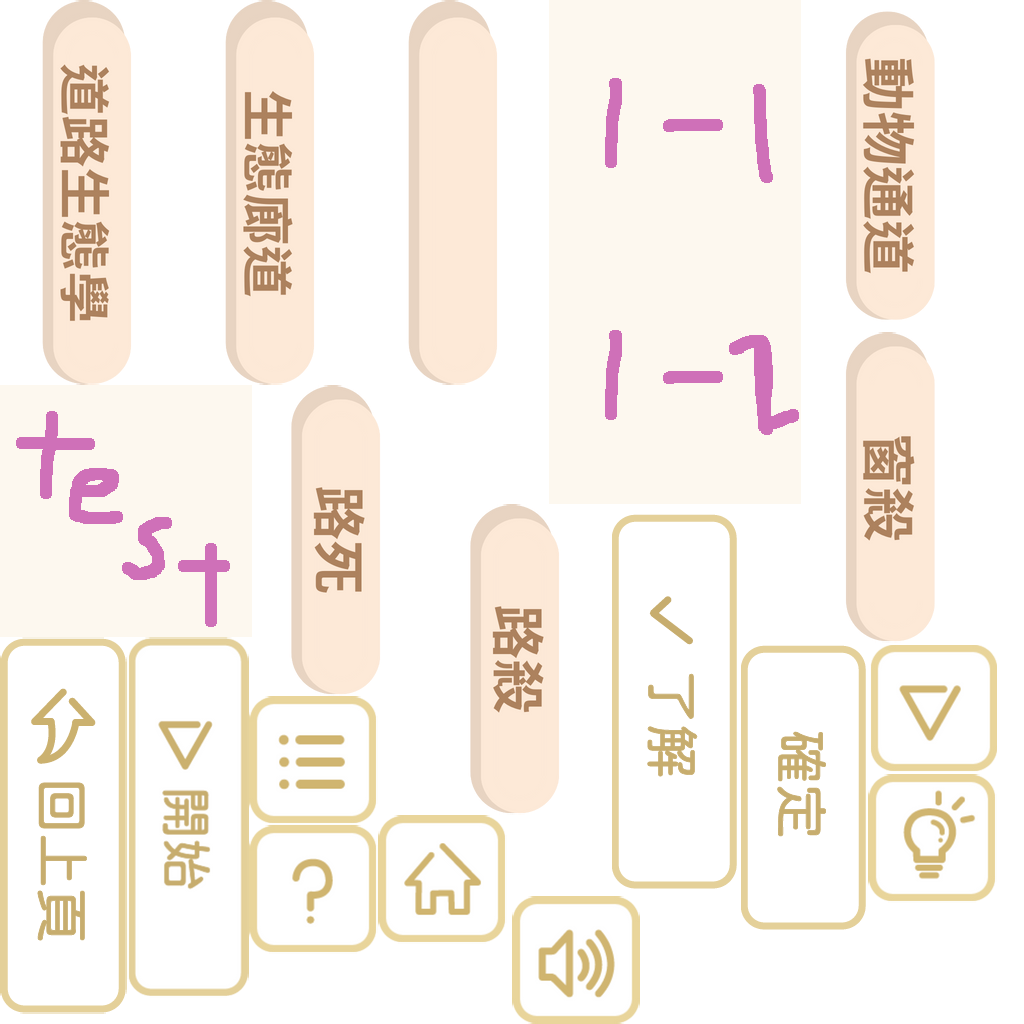 道路生態學
生態廊道
1-1
動物通道
1-2
窗殺
test
路死
路殺
✓ 了解
確定
回上頁
開始
?